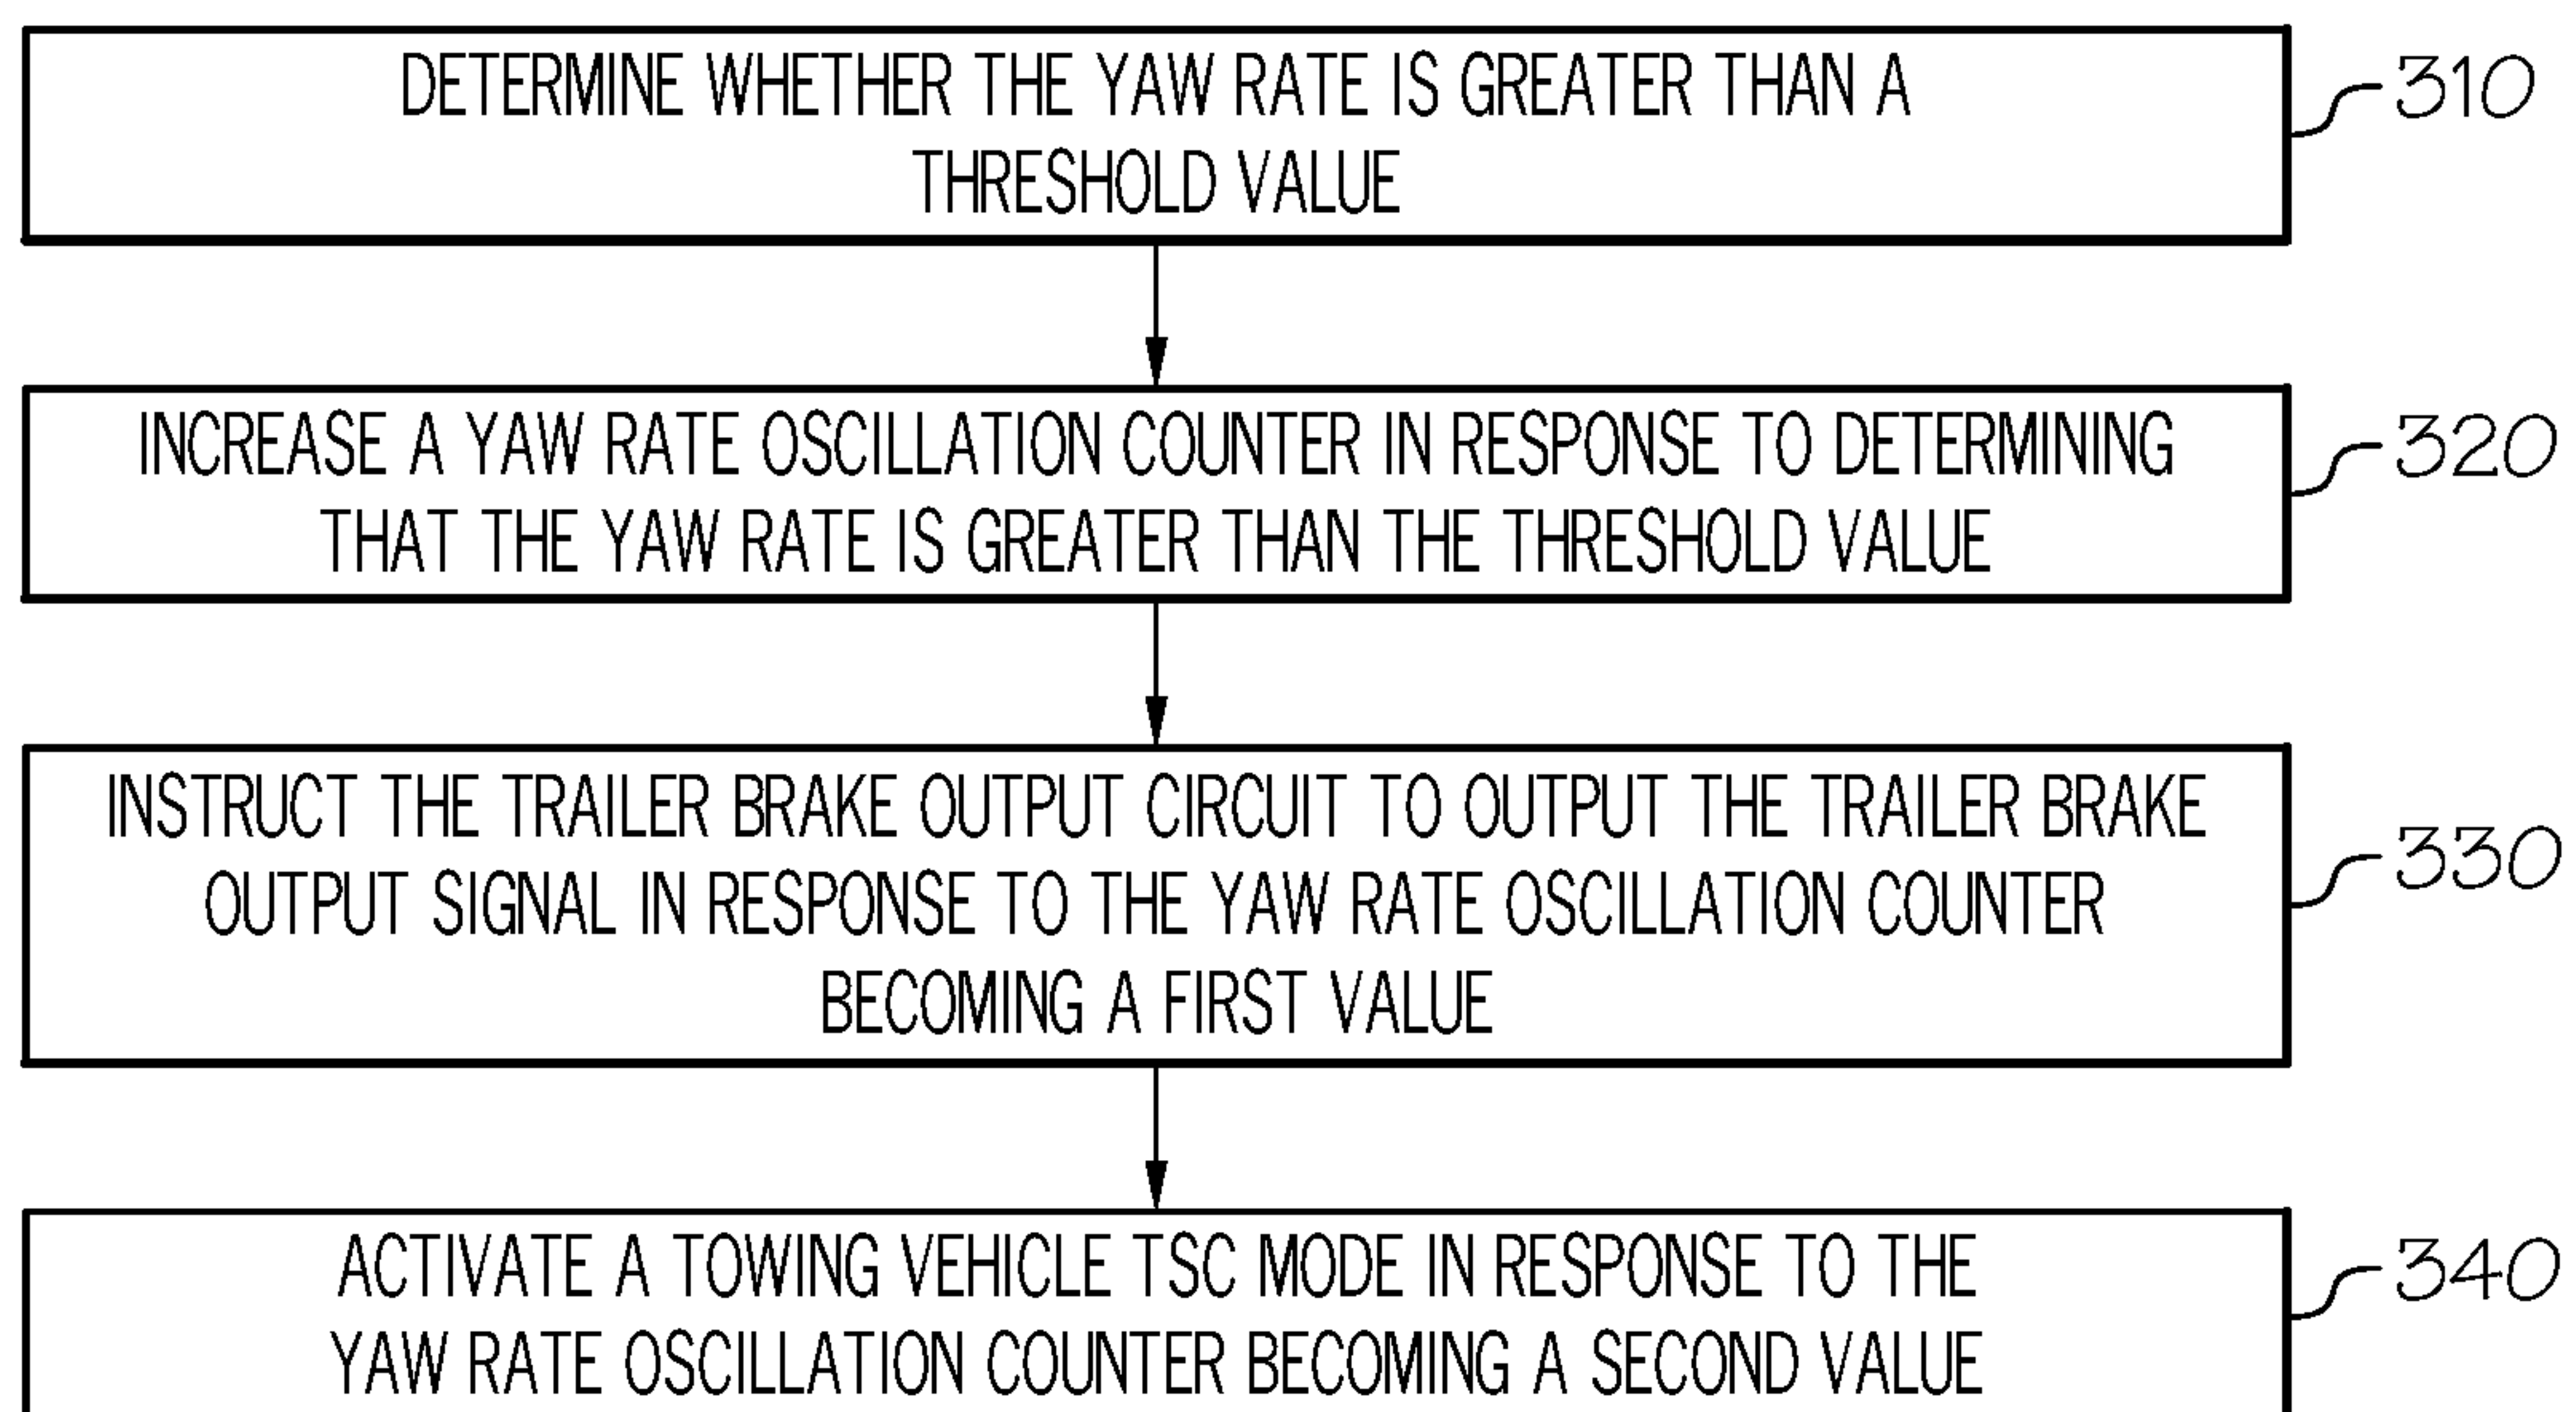 DETERMINE WHETHER THE YAW RATE IS GREATER THAN A
THRESHOLD VALUE
310
INCREASE A YAW RATE OSCILLATION COUNTER IN RESPONSE TO DETERMINING
THAT THE YAW RATE IS GREATER THAN THE THRESHOLD VALUE
320
INSTRUCT THE TRAILER BRAKE OUTPUT CIRCUIT TO OUTPUT THE TRAILER BRAKE
OUTPUT SIGNAL IN RESPONSE TO THE YAW RATE OSCILLATION COUNTER
BECOMING A FIRST VALUE
330
ACTIVATE A TOWING VEHICLE TSC MODE IN RESPONSE TO THE
YAW RATE OSCILLATION COUNTER BECOMING A SECOND VALUE
340